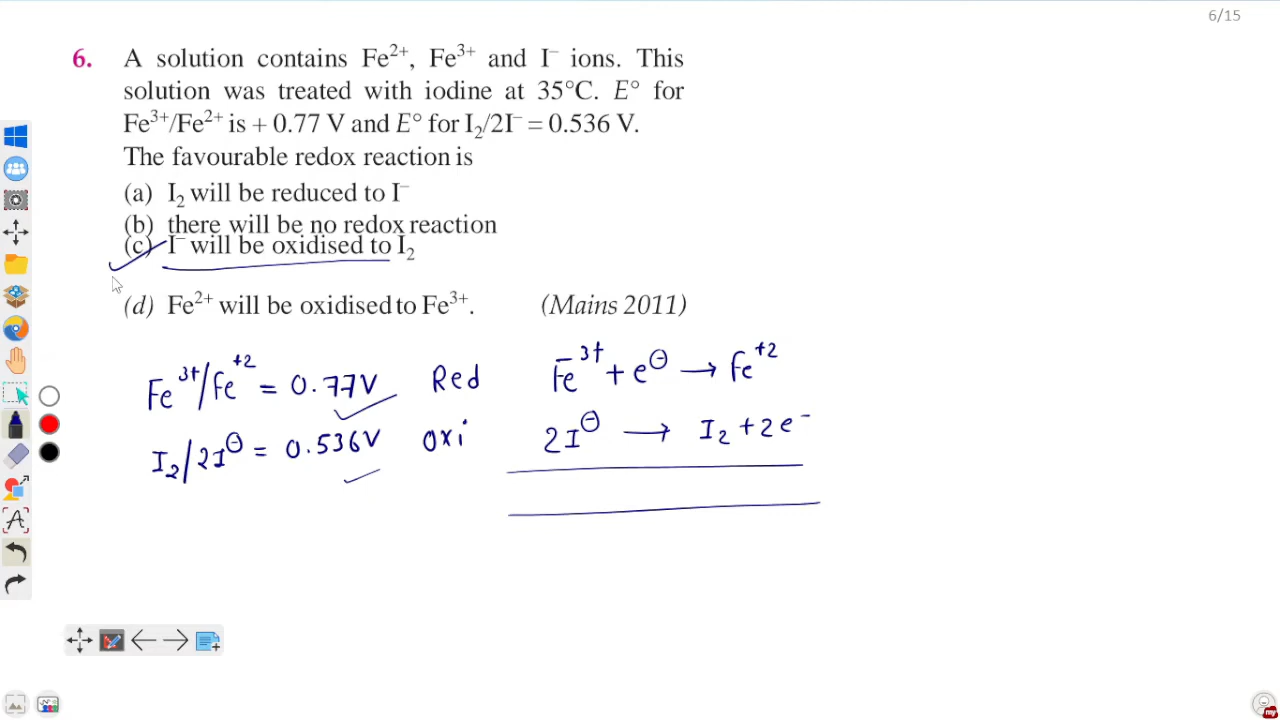 6/15
6. A solution contains Fe²⁺, Fe³⁺ and I⁻ ions. This
solution was treated with iodine at 35°C. E° for
Fe³⁺/Fe²⁺ is + 0.77 V and E° for I₂/2I⁻ = 0.536 V.
The favourable redox reaction is
(a) I₂ will be reduced to I⁻
(b) there will be no redox reaction
(c) I⁻ will be oxidised to I₂
(d) Fe²⁺ will be oxidised to Fe³⁺. (Mains 2011)
Fe³⁺/Fe⁺² = 0.77V Red Fe³⁺ + e⊖ → Fe⁺²
I₂/2I⊖ = 0.536V Oxi 2I⊖ → I₂ + 2e⁻